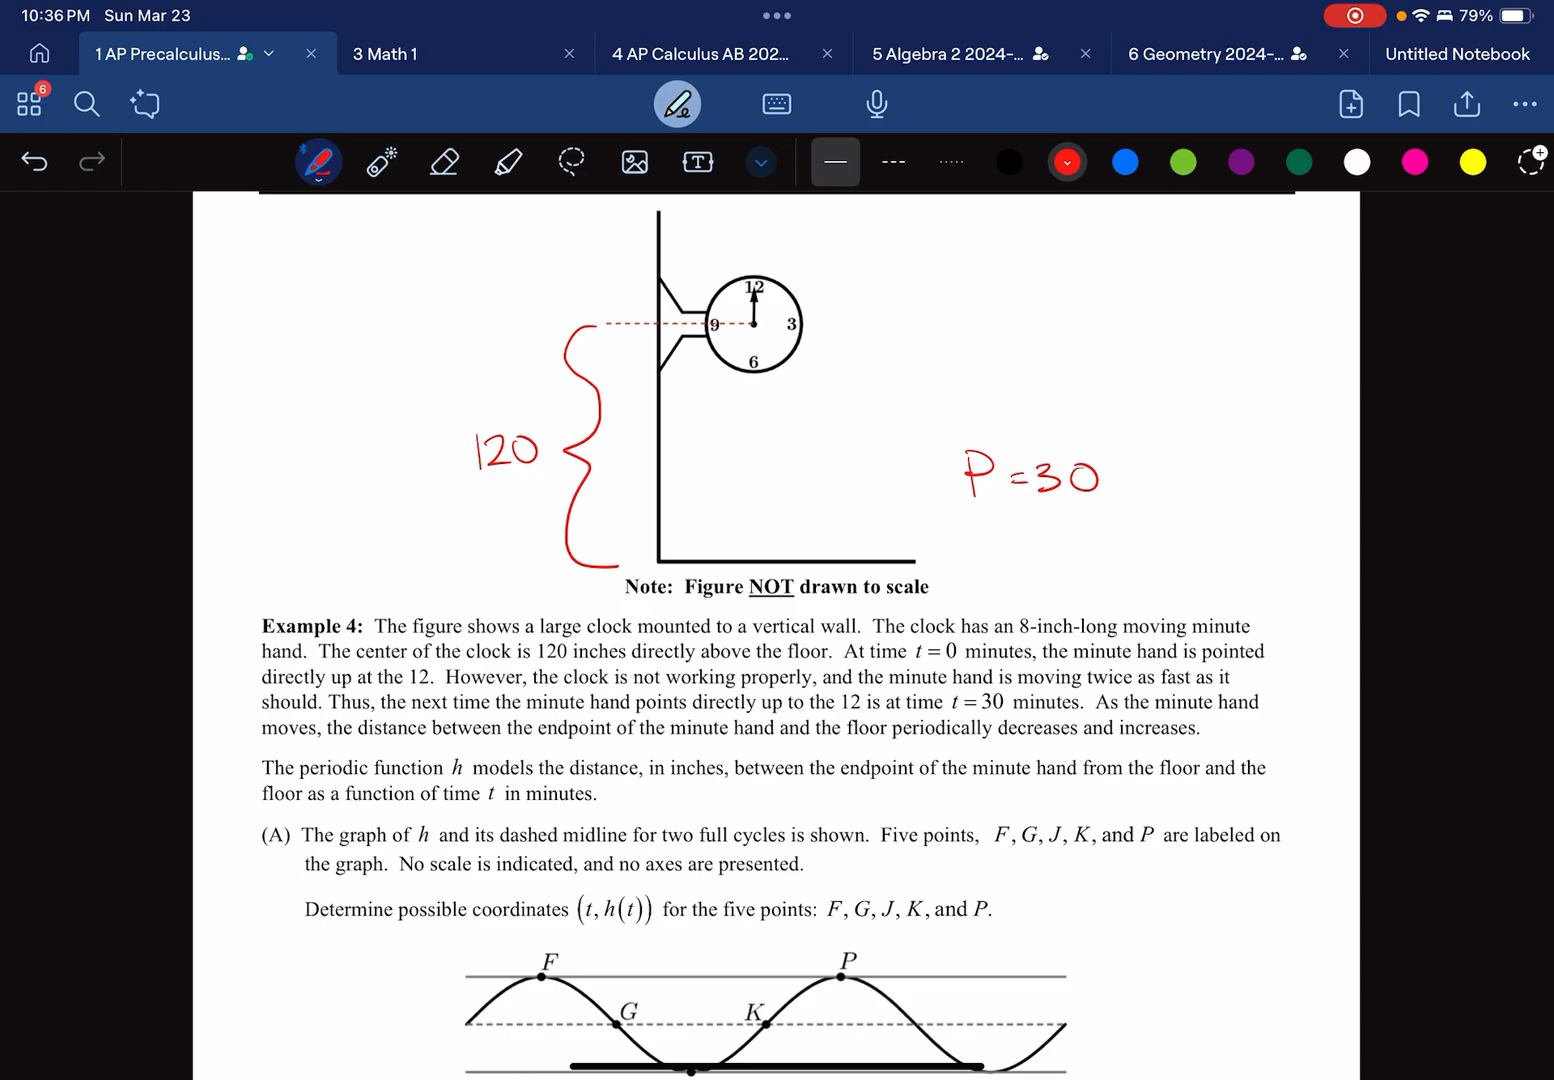 10:36 PM Sun Mar 23
79%
1 AP Precalculus...
3 Math 1
4 AP Calculus AB 202...
5 Algebra 2 2024-...
6 Geometry 2024-...
Untitled Notebook
6
T
12
9
3
6
120
P = 30
Note: Figure NOT drawn to scale
Example 4: The figure shows a large clock mounted to a vertical wall. The clock has an 8-inch-long moving minute
hand. The center of the clock is 120 inches directly above the floor. At time t = 0 minutes, the minute hand is pointed
directly up at the 12. However, the clock is not working properly, and the minute hand is moving twice as fast as it
should. Thus, the next time the minute hand points directly up to the 12 is at time t = 30 minutes. As the minute hand
moves, the distance between the endpoint of the minute hand and the floor periodically decreases and increases.
The periodic function h models the distance, in inches, between the endpoint of the minute hand from the floor and the
floor as a function of time t in minutes.
(A) The graph of h and its dashed midline for two full cycles is shown. Five points, F, G, J, K, and P are labeled on
the graph. No scale is indicated, and no axes are presented.
Determine possible coordinates (t, h(t)) for the five points: F, G, J, K, and P.
F
P
G
K